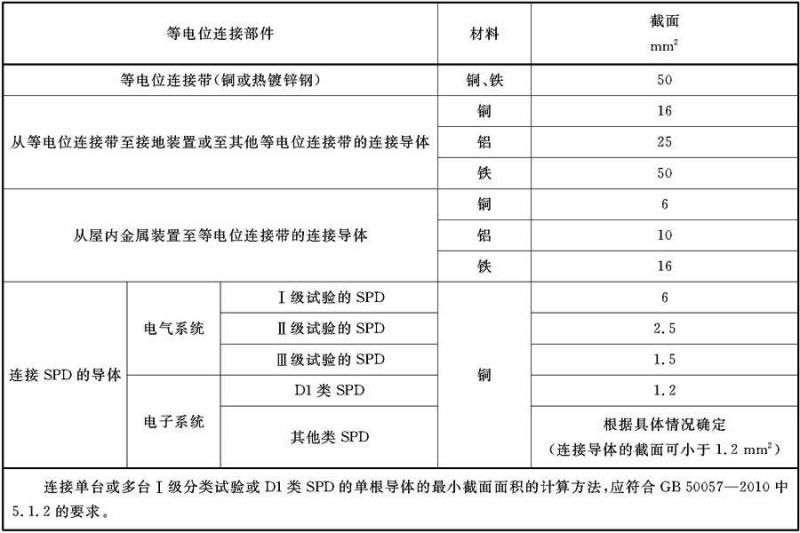 等电位连接部件 材料 截面
mm²
等电位连接带(铜或热镀锌钢) 铜、铁 50
从等电位连接带至接地装置或至其他等电位连接带的连接导体 铜 16
铝 25
铁 50
从屋内金属装置至等电位连接带的连接导体 铜 6
铝 10
铁 16
连接 SPD 的导体 电气系统 Ⅰ级试验的 SPD 铜 6
Ⅱ级试验的 SPD 2.5
Ⅲ级试验的 SPD 1.5
电子系统 D1 类 SPD 1.2
其他类 SPD 根据具体情况确定
(连接导体的截面可小于 1.2 mm²)
连接单台或多台Ⅰ级分类试验或 D1 类 SPD 的单根导体的最小截面面积的计算方法,应符合 GB 50057—2010 中
5.1.2 的要求。